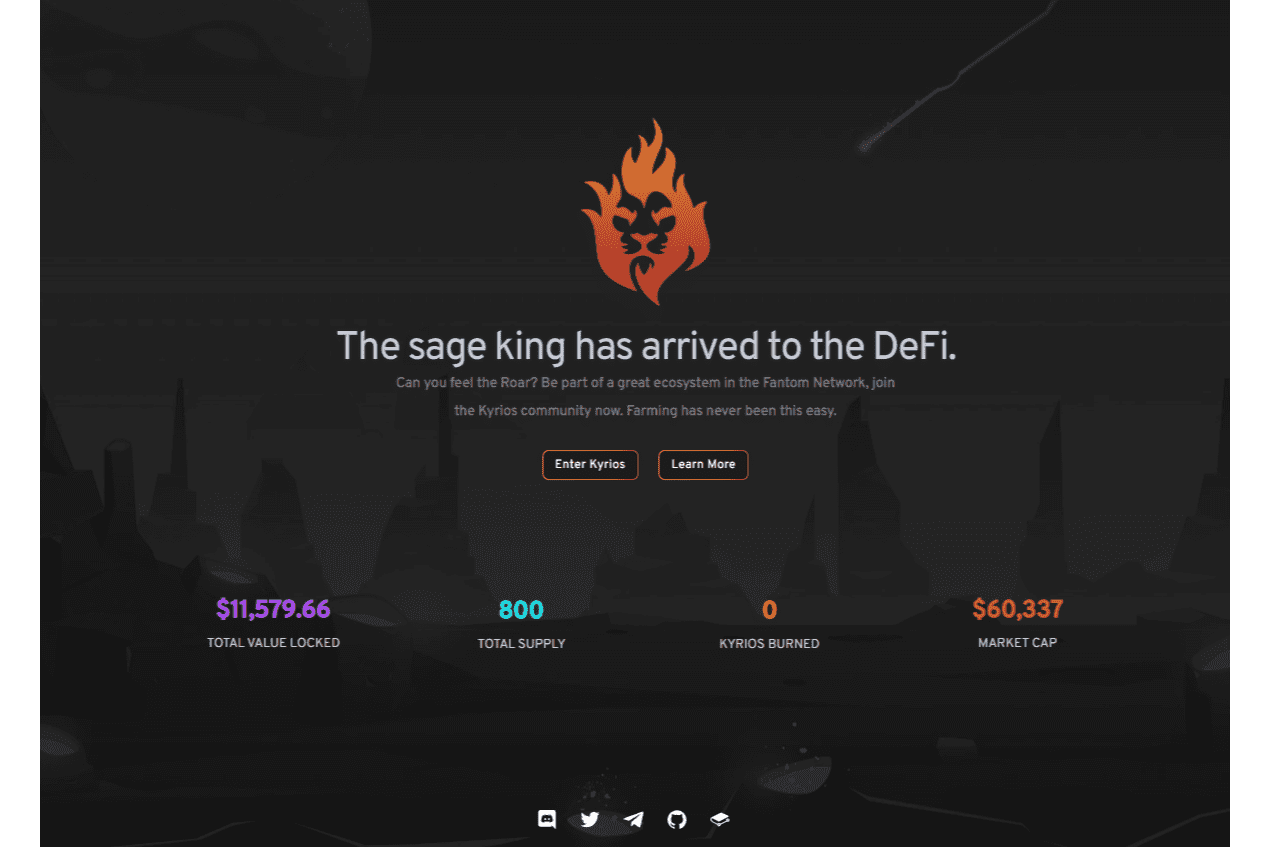 The sage king has arrived to the DeFi.
Can you feel the Roar? Be part of a great ecosystem in the Fantom Network, join
the Kyrios community now. Farming has never been this easy.
Enter Kyrios Learn More
$11,579.66 800 0 $60,337
TOTAL VALUE LOCKED TOTAL SUPPLY KYRIOS BURNED MARKET CAP